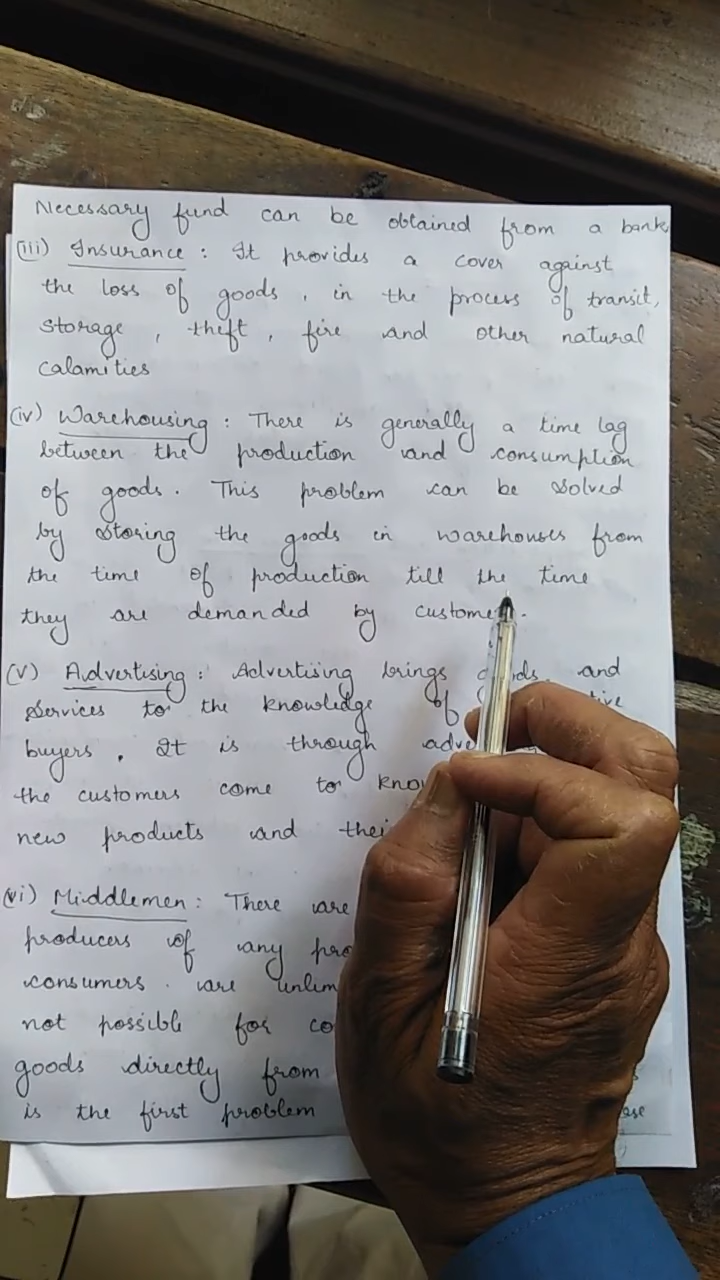 Necessary fund can be obtained from a bank.
(iii) Insurance : It provides a cover against
the loss of goods , in the process of transit,
storage , theft , fire and other natural
calamities
(iv) Warehousing : There is generally a time lag
between the production and consumption
of goods . This problem can be solved
by storing the goods in warehouses from
the time of production till the time
they are demanded by customers .
(v) Advertising : Advertising brings goods and
services to the knowledge of
buyers . It is through
the customers come to know
new products and their
(vi) Middlemen : There are
producers of any
consumers . are
not possible for
goods directly from
is the first problem